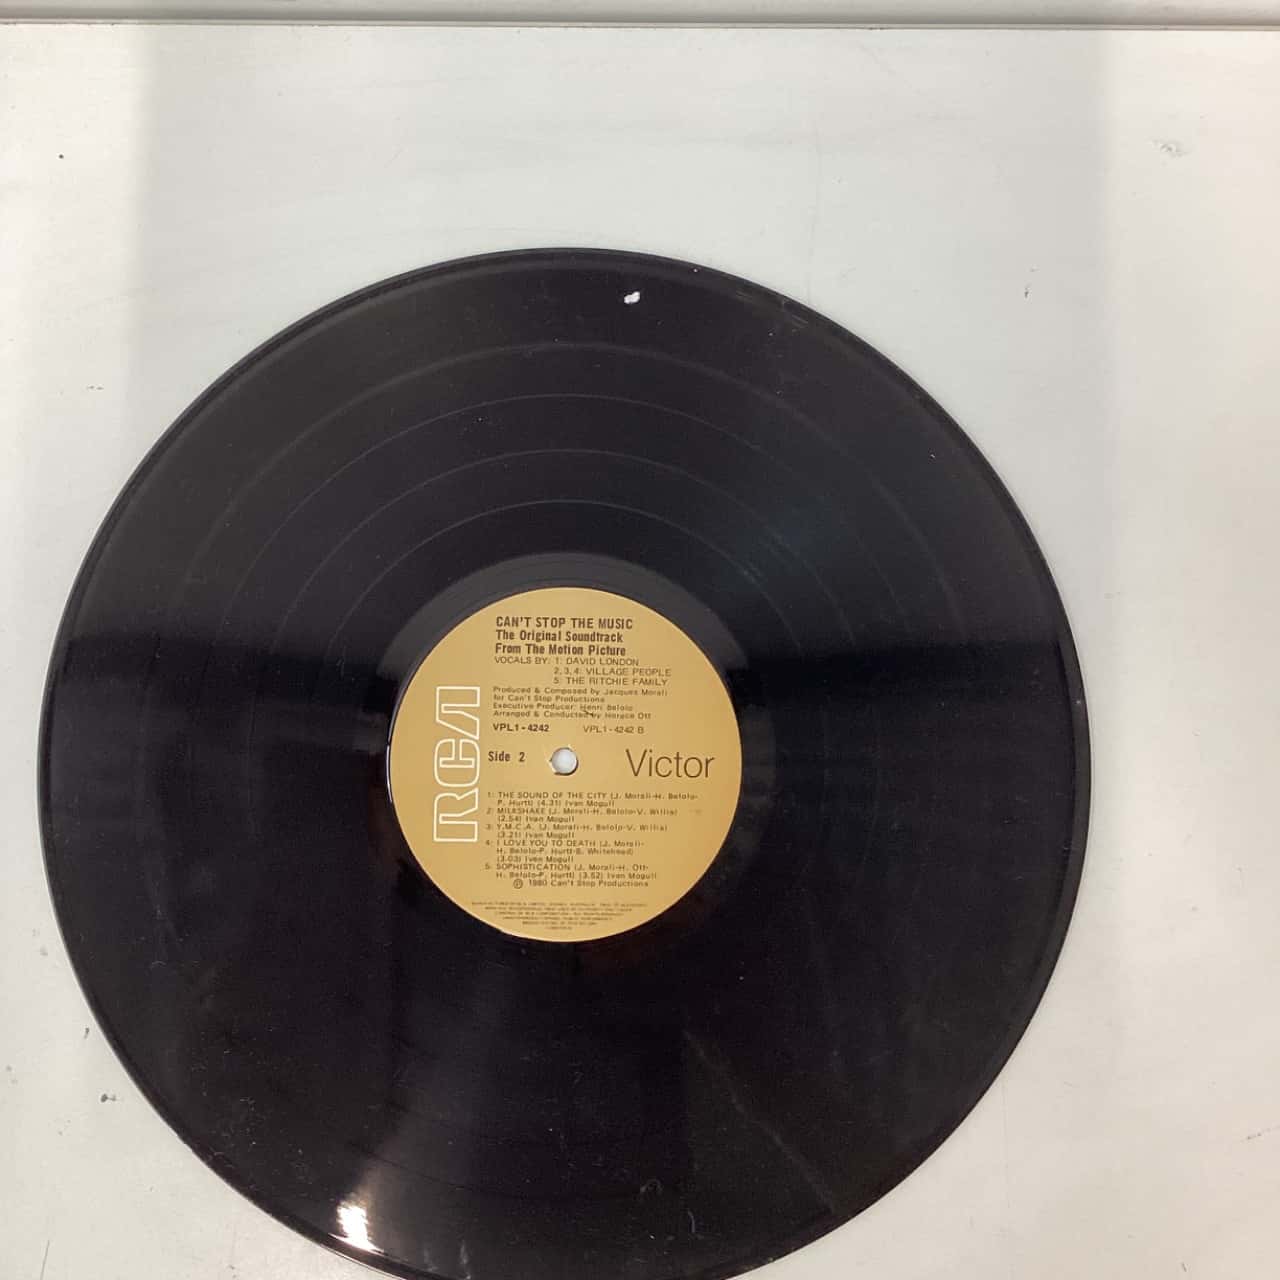 CAN'T STOP THE MUSIC
The Original Soundtrack
From The Motion Picture
VOCALS BY: 1: DAVID LONDON
2,3,4: VILLAGE PEOPLE
5: THE RITCHIE FAMILY
Produced & Composed by Jacques Morali
for Can't Stop Productions
Executive Producer: Henri Belolo
Arranged & Conducted by Horace Ott
VPL1-4242 VPL1-4242 B
Side 2
RCA
Victor
1: THE SOUND OF THE CITY (J. Morali-H. Belolo-
P. Hurtt) (4.31) Ivan Mogull
2: MILKSHAKE (J. Morali-H. Belolo-V. Willis)
(2.54) Ivan Mogull
3: Y.M.C.A. (J. Morali-H. Belolo-V. Willis)
(3.21) Ivan Mogull
4: I LOVE YOU TO DEATH (J. Morali-
H. Belolo-P. Hurtt-B. Whitehead)
(3.03) Ivan Mogull
5: SOPHISTICATION (J. Morali-H. Ott-
H. Belolo-P. Hurtt) (3.52) Ivan Mogull
Ⓟ 1980 Can't Stop Productions